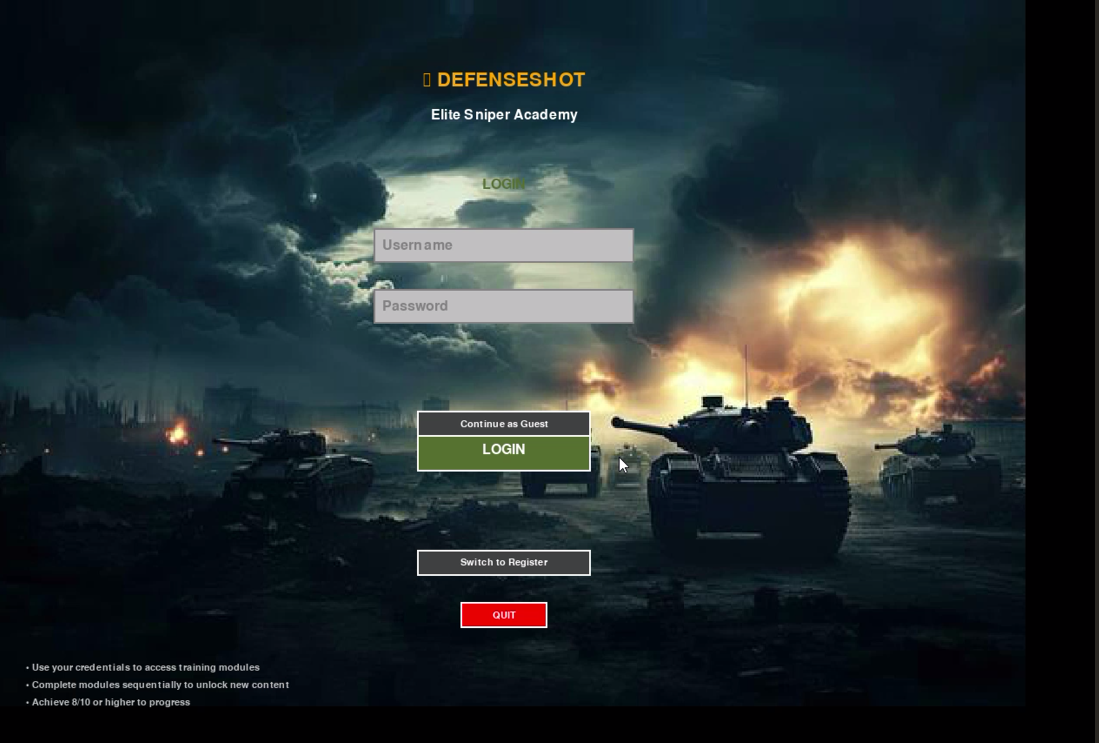 DEFENSESHOT
Elite Sniper Academy
LOGIN
Username
Password
Continue as Guest
LOGIN
Switch to Register
QUIT
• Use your credentials to access training modules
• Complete modules sequentially to unlock new content
• Achieve 8/10 or higher to progress